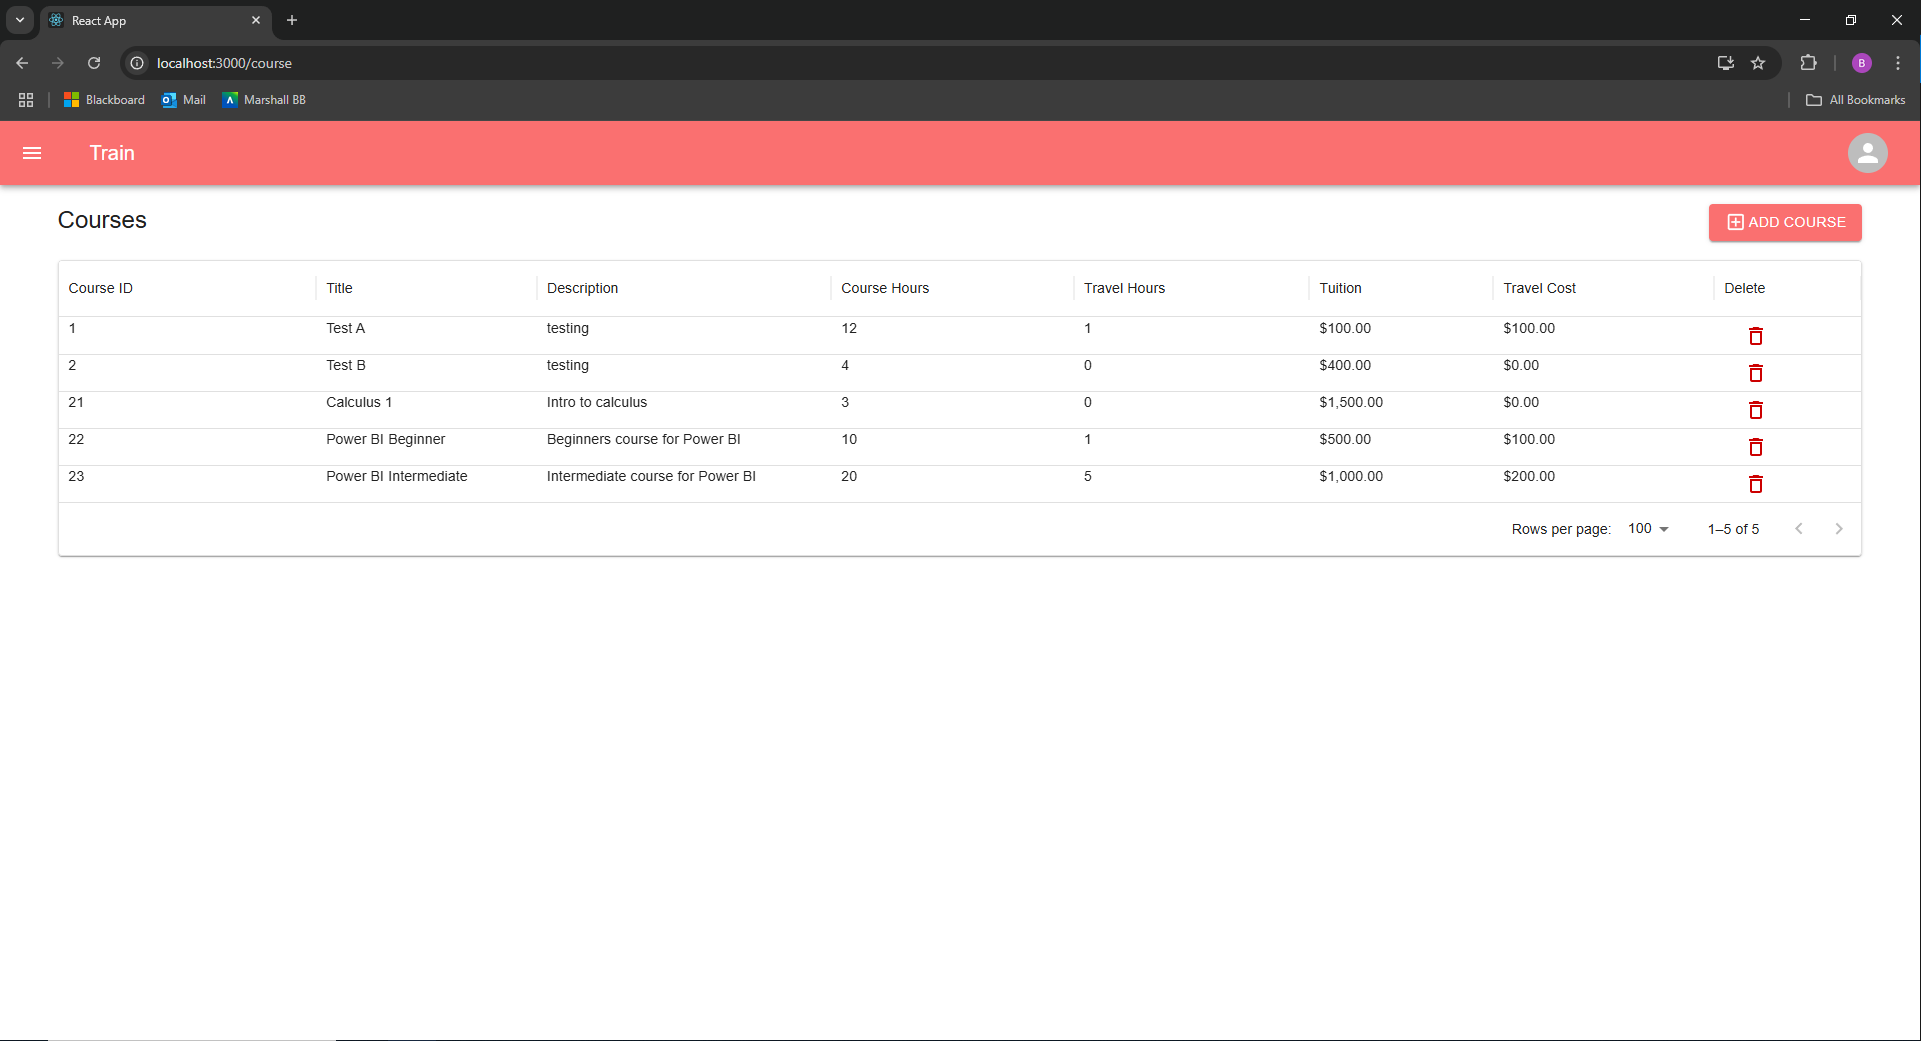 React App
localhost:3000/course
Blackboard Mail Marshall BB All Bookmarks
Train
Courses ADD COURSE
Course ID Title Description Course Hours Travel Hours Tuition Travel Cost Delete
1 Test A testing 12 1 $100.00 $100.00
2 Test B testing 4 0 $400.00 $0.00
21 Calculus 1 Intro to calculus 3 0 $1,500.00 $0.00
22 Power BI Beginner Beginners course for Power BI 10 1 $500.00 $100.00
23 Power BI Intermediate Intermediate course for Power BI 20 5 $1,000.00 $200.00
Rows per page: 100 1–5 of 5
B